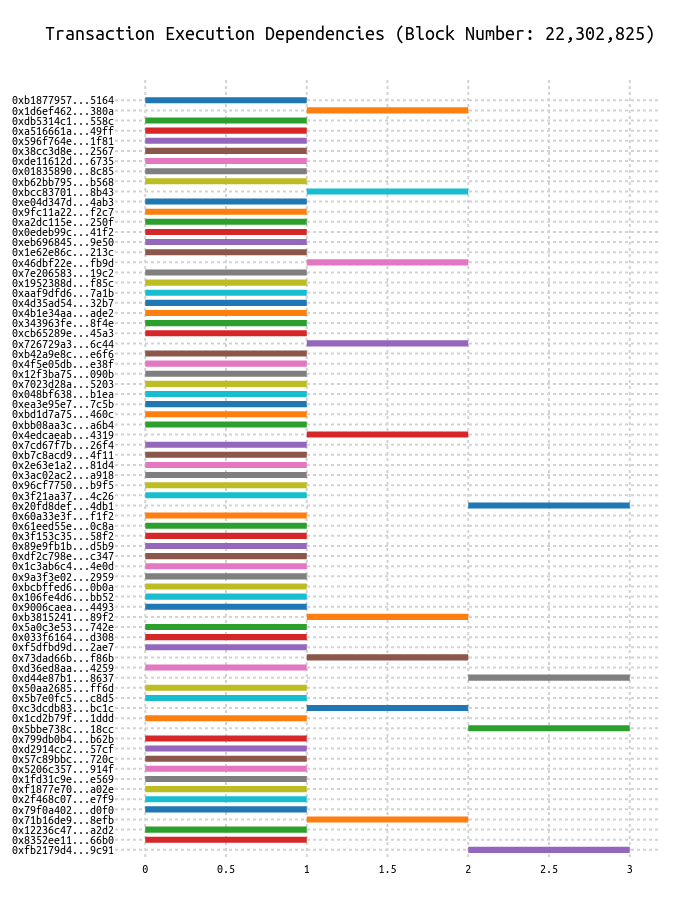 Transaction Execution Dependencies (Block Number: 22,302,825)
0xb1877957...5164
0x1d6ef462...380a
0xdb5314c1...558c
0xa516661a...49ff
0x596f764e...1f81
0x38cc3d8e...2567
0xde11612d...6735
0x01835890...8c85
0xb62bb795...b568
0xbcc83701...8b43
0xe04d347d...4ab3
0x9fc11a22...f2c7
0xa2dc115e...250f
0x0edeb99c...41f2
0xeb696845...9e50
0x1e62e86c...213c
0x46dbf22e...fb9d
0x7e206583...19c2
0x1952388d...f85c
0xaaf9dfd6...7a1b
0x4d35ad54...32b7
0x4b1e34aa...ade2
0x343963fe...8f4e
0xcb65289e...45a3
0x726729a3...6c44
0xb42a9e8c...e6f6
0x4f5e05db...e38f
0x12f3ba75...090b
0x7023d28a...5203
0x048bf638...b1ea
0xea3e95e7...7c5b
0xbd1d7a75...460c
0xbb08aa3c...a6b4
0x4edcaeab...4319
0x7cd67f7b...26f4
0xb7c8acd9...4f11
0x2e63e1a2...81d4
0x3ac02ac2...a918
0x96cf7750...b9f5
0x3f21aa37...4c26
0x20fd8def...4db1
0x60a33e3f...f1f2
0x61eed55e...0c8a
0x3f153c35...58f2
0x89e9fb1b...d5b9
0xdf2c798e...c347
0x1c3ab6c4...4e0d
0x9a3f3e02...2959
0xbcbffed6...0b0a
0x106fe4d6...bb52
0x9006caea...4493
0xb3815241...89f2
0x5a0c3e53...742e
0x033f6164...d308
0xf5dfbd9d...2ae7
0x73dad66b...f86b
0xd36ed8aa...4259
0xd44e87b1...8637
0x50aa2685...ff6d
0x5b7e0fc5...c8d5
0xc3dcdb83...bc1c
0x1cd2b79f...1ddd
0x5bbe738c...18cc
0x799db0b4...b62b
0xd2914cc2...57cf
0x57c89bbc...720c
0x5206c357...914f
0x1fd31c9e...e569
0xf1877e70...a02e
0x2f468c07...e7f9
0x79f0a402...d0f0
0x71b16de9...8efb
0x12236c47...a2d2
0x8352ee11...66b0
0xfb2179d4...9c91
0 0.5 1 1.5 2 2.5 3